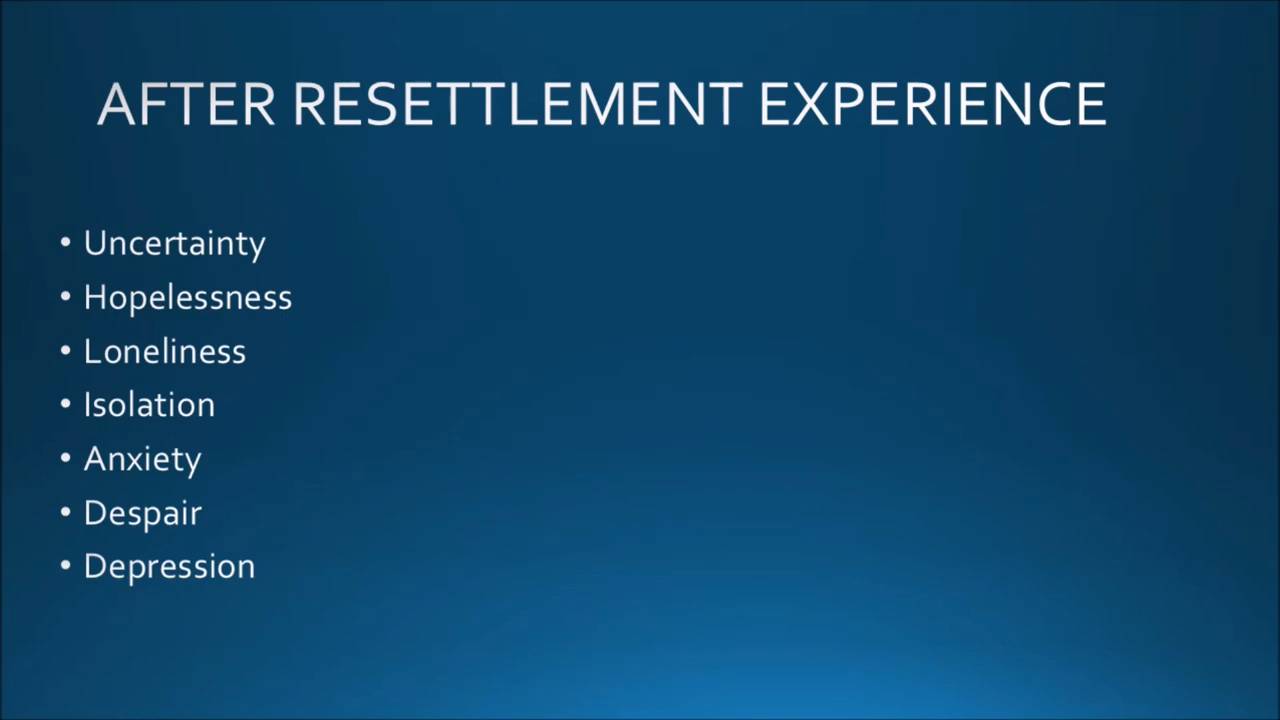 AFTER RESETTLEMENT EXPERIENCE
• Uncertainty
• Hopelessness
• Loneliness
• Isolation
• Anxiety
• Despair
• Depression